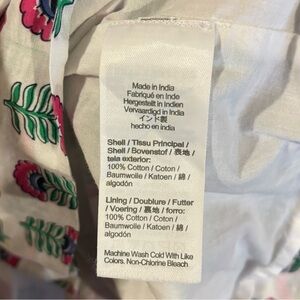 Made in India
Fabriqué en Inde
Hergestellt in Indien
Vervaardigd in India
インド製
hecho en india
Shell / Tissu Principal /
Shell / Bovenstof / 表地 /
tela exterior:
100% Cotton / Coton /
Baumwolle / Katoen / 綿 /
algodón
Lining / Doublure / Futter
/ Voering / 裏地 / forro:
100% Cotton / Coton /
Baumwolle / Katoen / 綿 /
algodón
Machine Wash Cold With Like
Colors. Non-Chlorine Bleach